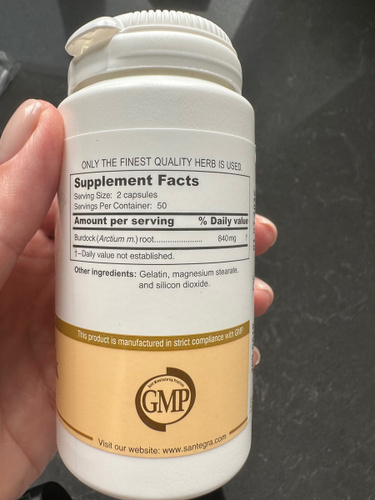 ONLY THE FINEST QUALITY HERB IS USED.
Supplement Facts
Serving Size: 2 capsules
Servings Per Container: 50
Amount per serving % Daily value
Burdock (Arctium m.) root...................... 840mg †
†–Daily value not established.
Other ingredients: Gelatin, magnesium stearate,
and silicon dioxide.
This product is manufactured in strict compliance with GMP
GMP
Visit our website: www.santegra.com